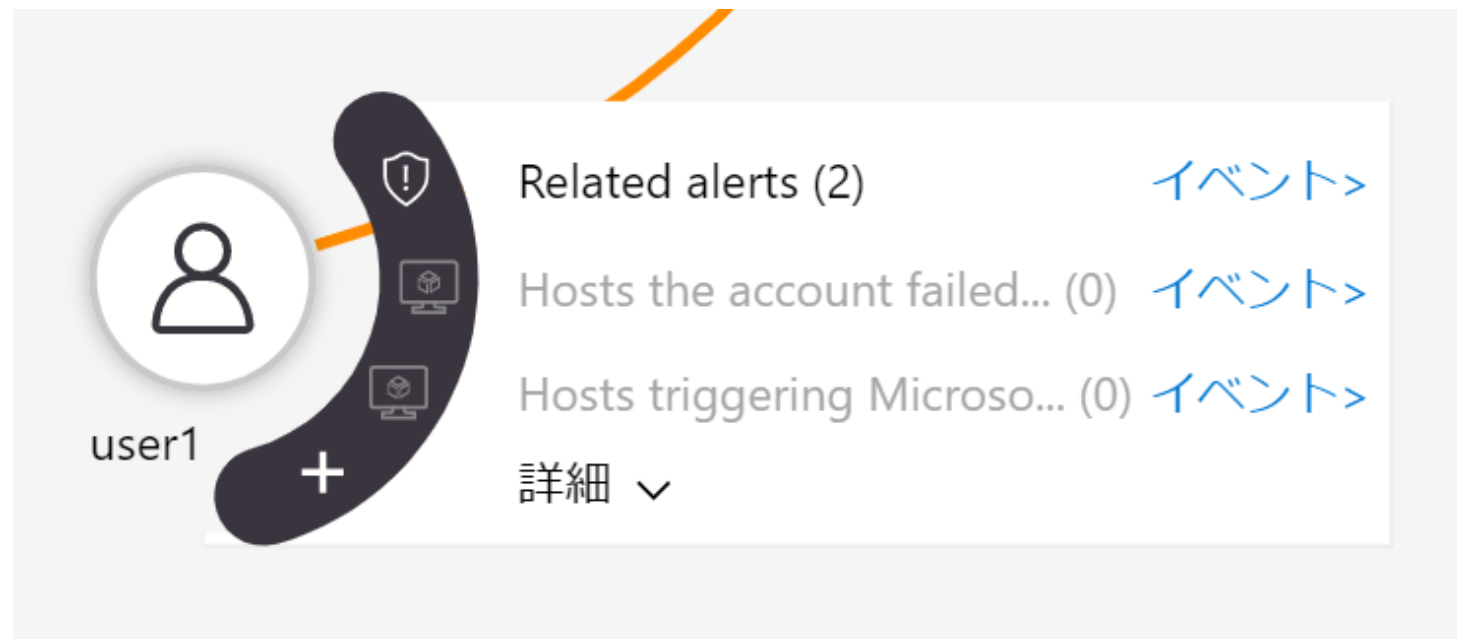 Related alerts (2) イベント>
Hosts the account failed... (0) イベント>
Hosts triggering Microso... (0) イベント>
user1
詳細